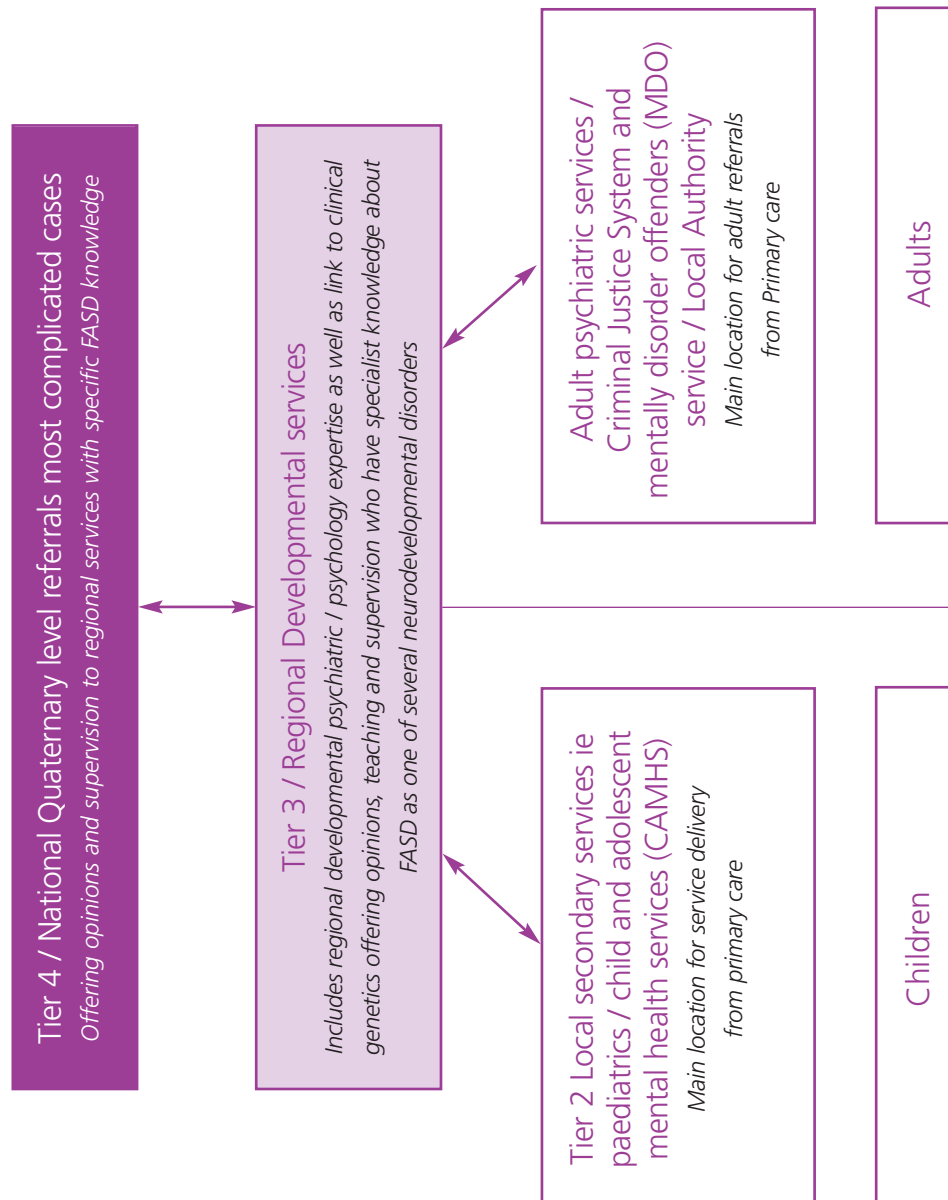 Tier 4 / National Quaternary level referrals most complicated cases
Offering opinions and supervision to regional services with specific FASD knowledge
Tier 3 / Regional Developmental services
Includes regional developmental psychiatric / psychology expertise as well as link to clinical
genetics offering opinions, teaching and supervision who have specialist knowledge about
FASD as one of several neurodevelopmental disorders
Tier 2 Local secondary services ie
paediatrics / child and adolescent
mental health services (CAMHS)
Main location for service delivery
from primary care
Adult psychiatric services /
Criminal Justice System and
mentally disorder offenders (MDO)
service / Local Authority
Main location for adult referrals
from Primary care
Children
Adults